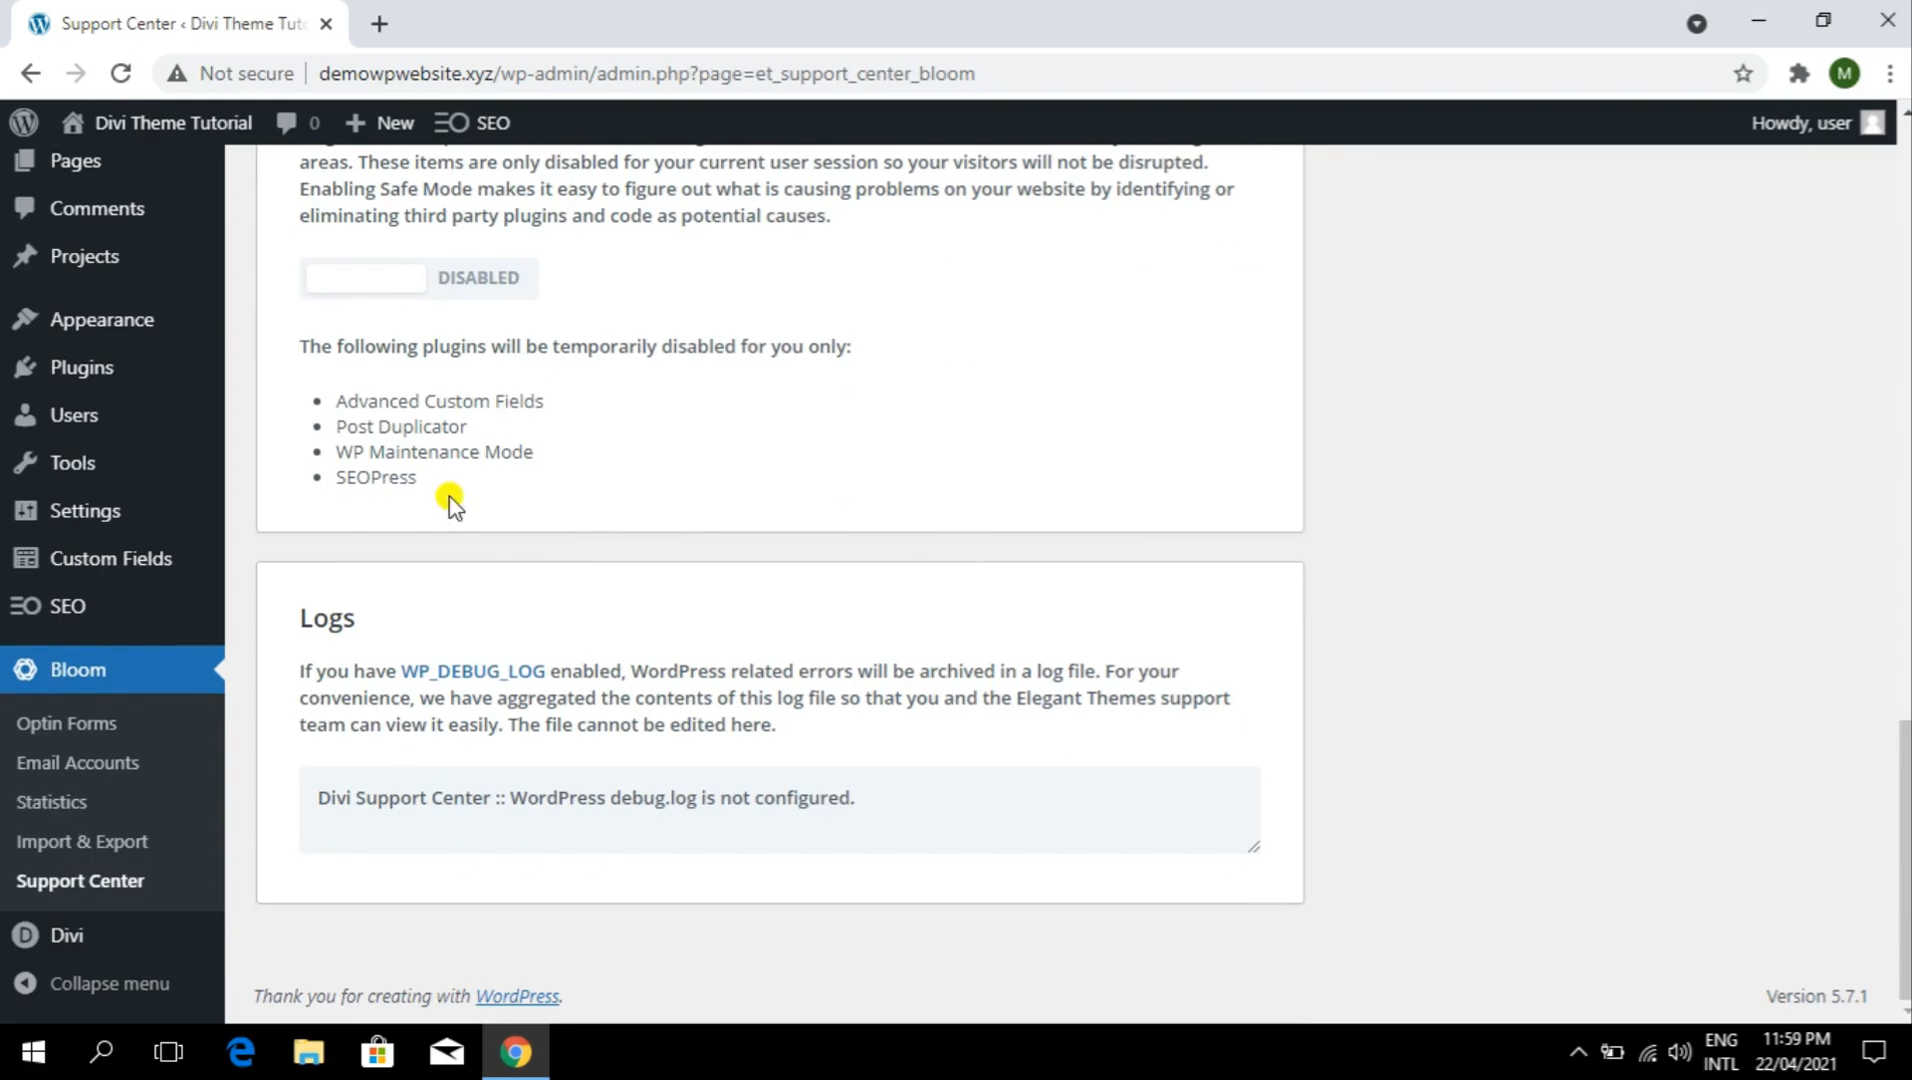 Support Center ‹ Divi Theme Tuto
Not secure
demowpwebsite.xyz/wp-admin/admin.php?page=et_support_center_bloom
M
Divi Theme Tutorial
0
New
SEO
Howdy, user
Pages
Comments
Projects
Appearance
Plugins
Users
Tools
Settings
Custom Fields
SEO
Bloom
Optin Forms
Email Accounts
Statistics
Import & Export
Support Center
Divi
Collapse menu
areas. These items are only disabled for your current user session so your visitors will not be disrupted.
Enabling Safe Mode makes it easy to figure out what is causing problems on your website by identifying or
eliminating third party plugins and code as potential causes.
DISABLED
The following plugins will be temporarily disabled for you only:
Advanced Custom Fields
Post Duplicator
WP Maintenance Mode
SEOPress
Logs
If you have WP_DEBUG_LOG enabled, WordPress related errors will be archived in a log file. For your
convenience, we have aggregated the contents of this log file so that you and the Elegant Themes support
team can view it easily. The file cannot be edited here.
Divi Support Center :: WordPress debug.log is not configured.
Thank you for creating with WordPress.
Version 5.7.1
ENG
INTL
11:59 PM
22/04/2021